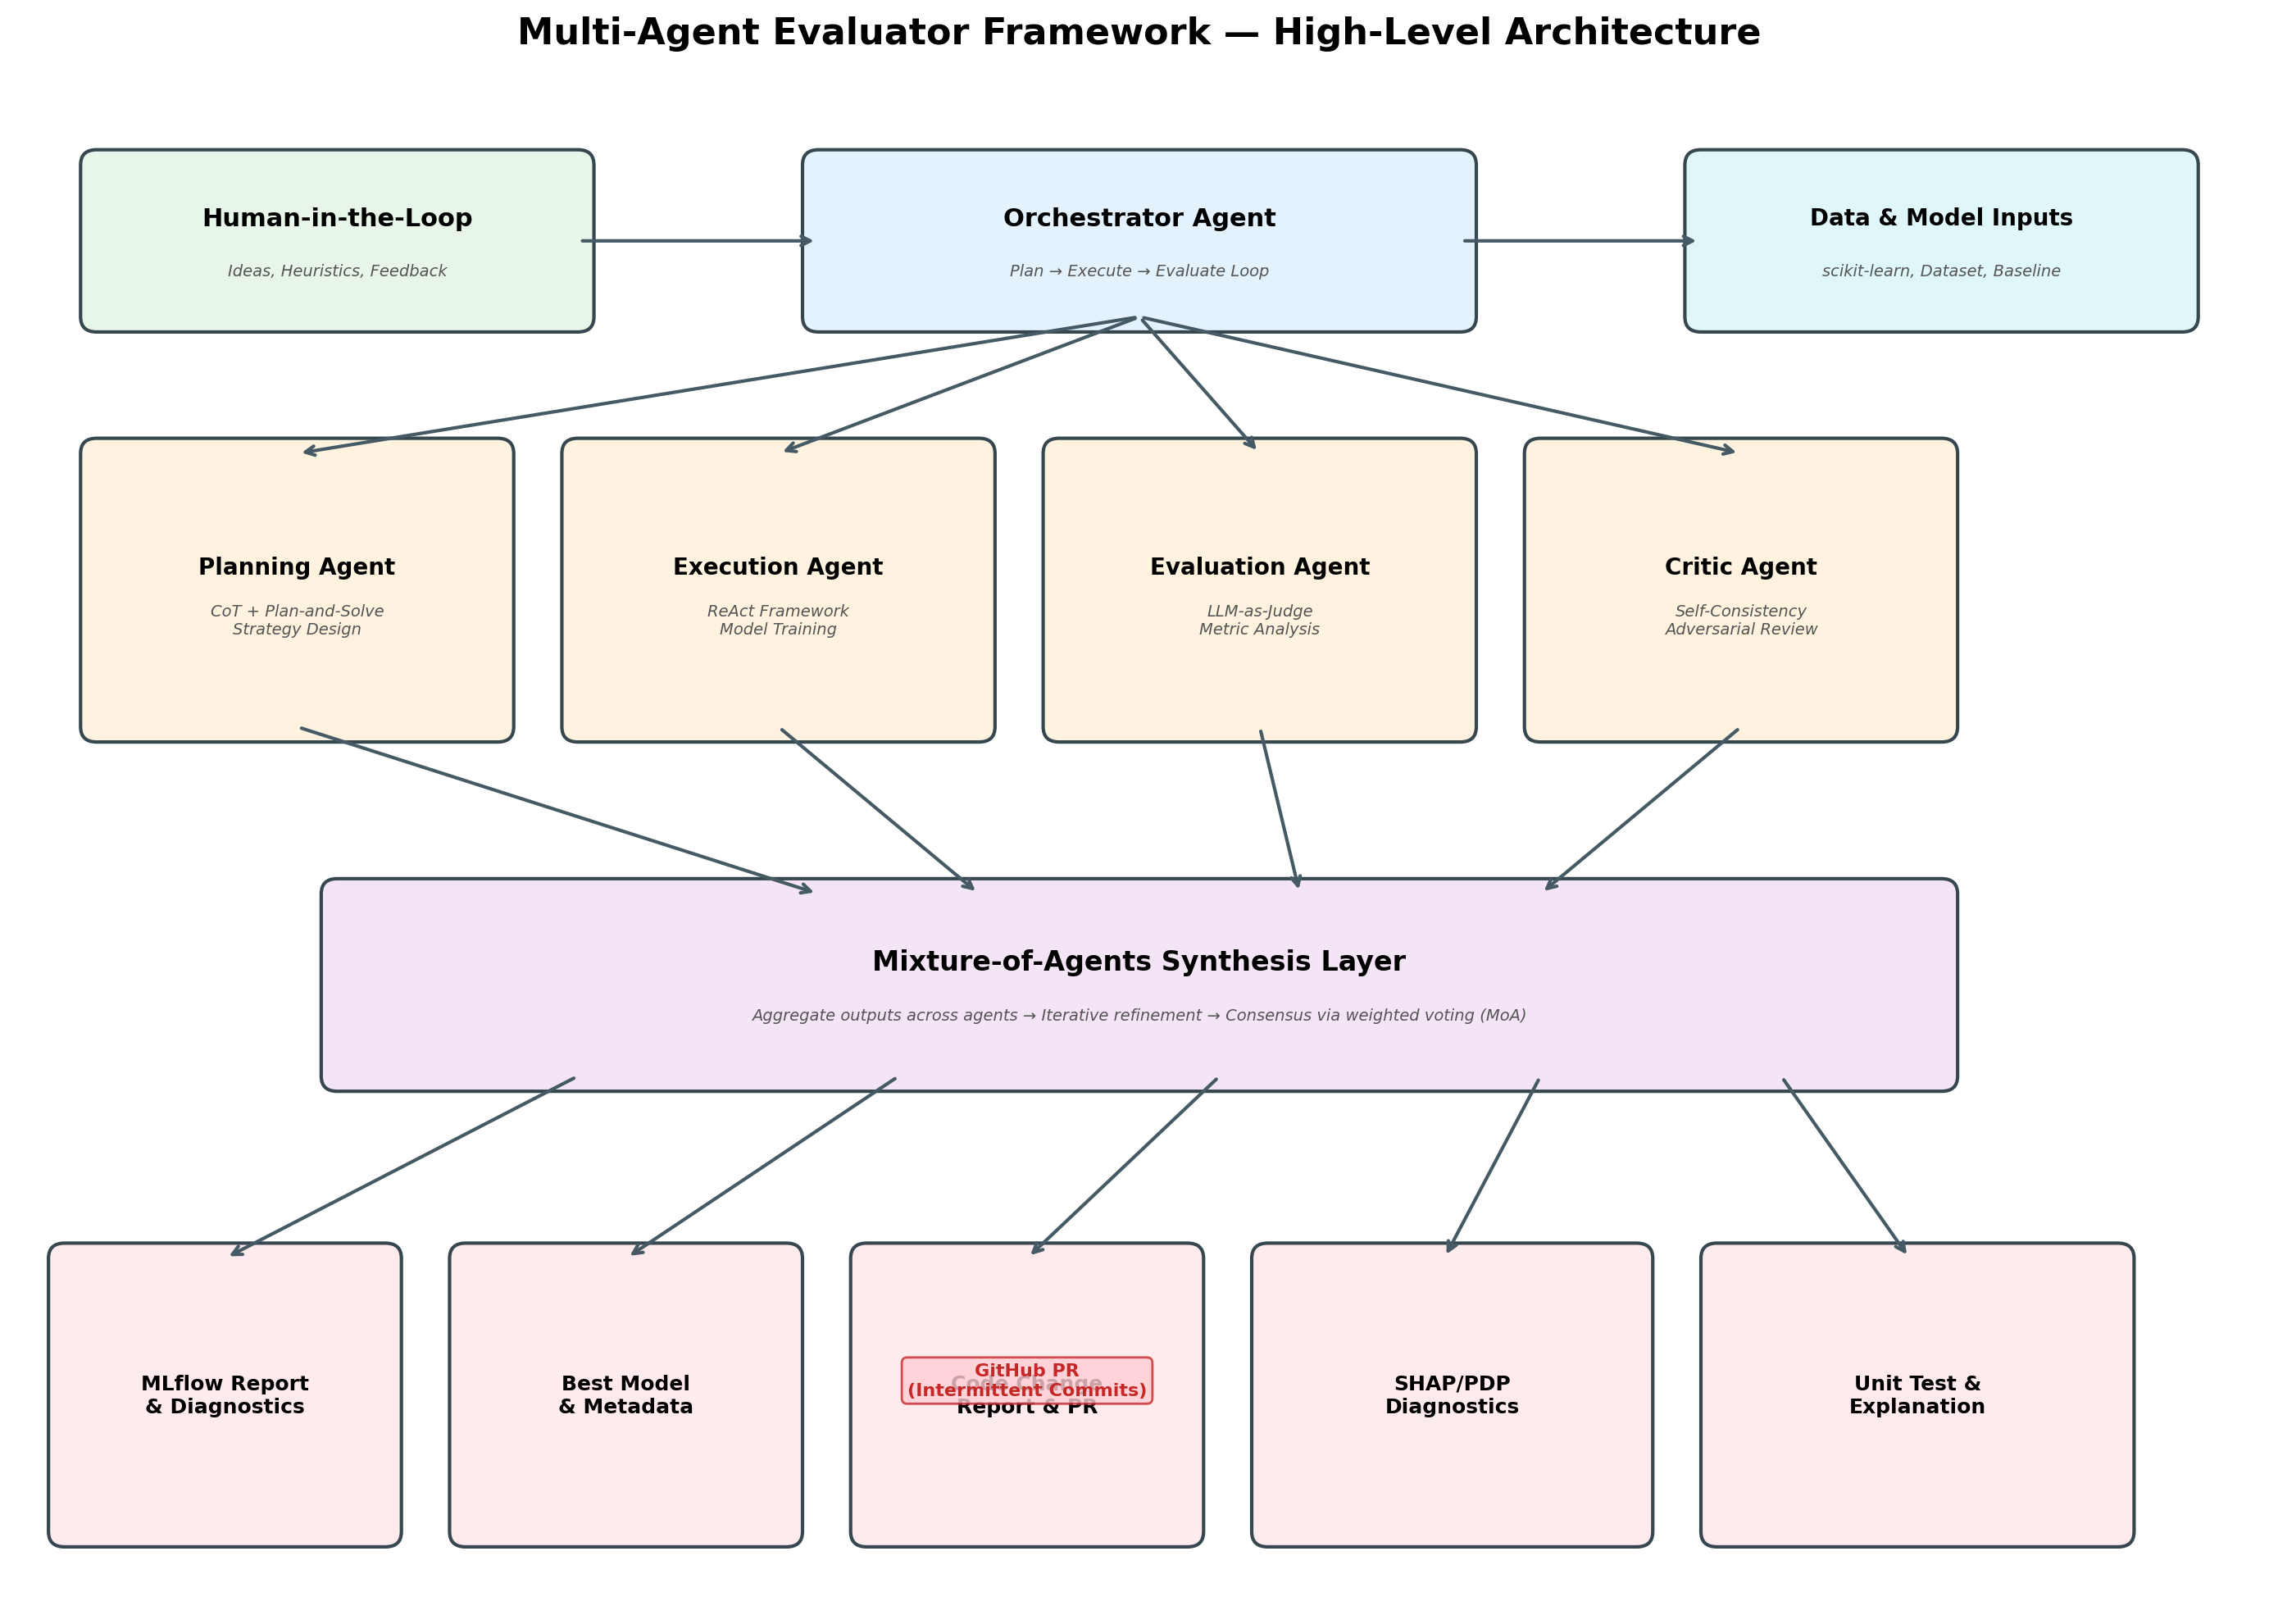 Multi-Agent Evaluator Framework — High-Level Architecture
Human-in-the-Loop
Ideas, Heuristics, Feedback
Orchestrator Agent
Plan → Execute → Evaluate Loop
Data & Model Inputs
scikit-learn, Dataset, Baseline
Planning Agent
CoT + Plan-and-Solve
Strategy Design
Execution Agent
ReAct Framework
Model Training
Evaluation Agent
LLM-as-Judge
Metric Analysis
Critic Agent
Self-Consistency
Adversarial Review
Mixture-of-Agents Synthesis Layer
Aggregate outputs across agents → Iterative refinement → Consensus via weighted voting (MoA)
MLflow Report
& Diagnostics
Best Model
& Metadata
GitHub PR
(Intermittent Commits)
Code Change
Report & PR
SHAP/PDP
Diagnostics
Unit Test &
Explanation